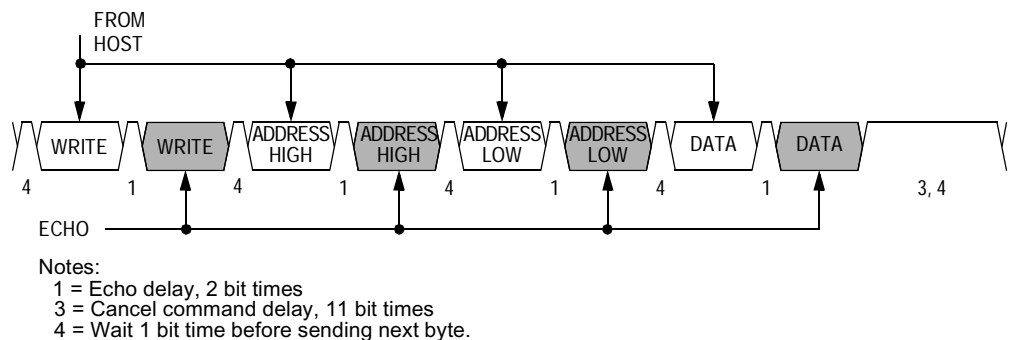 FROM
HOST
WRITE WRITE ADDRESS HIGH ADDRESS HIGH ADDRESS LOW ADDRESS LOW DATA DATA
4 1 4 1 4 1 4 1 3, 4
ECHO
Notes:
1 = Echo delay, 2 bit times
3 = Cancel command delay, 11 bit times
4 = Wait 1 bit time before sending next byte.